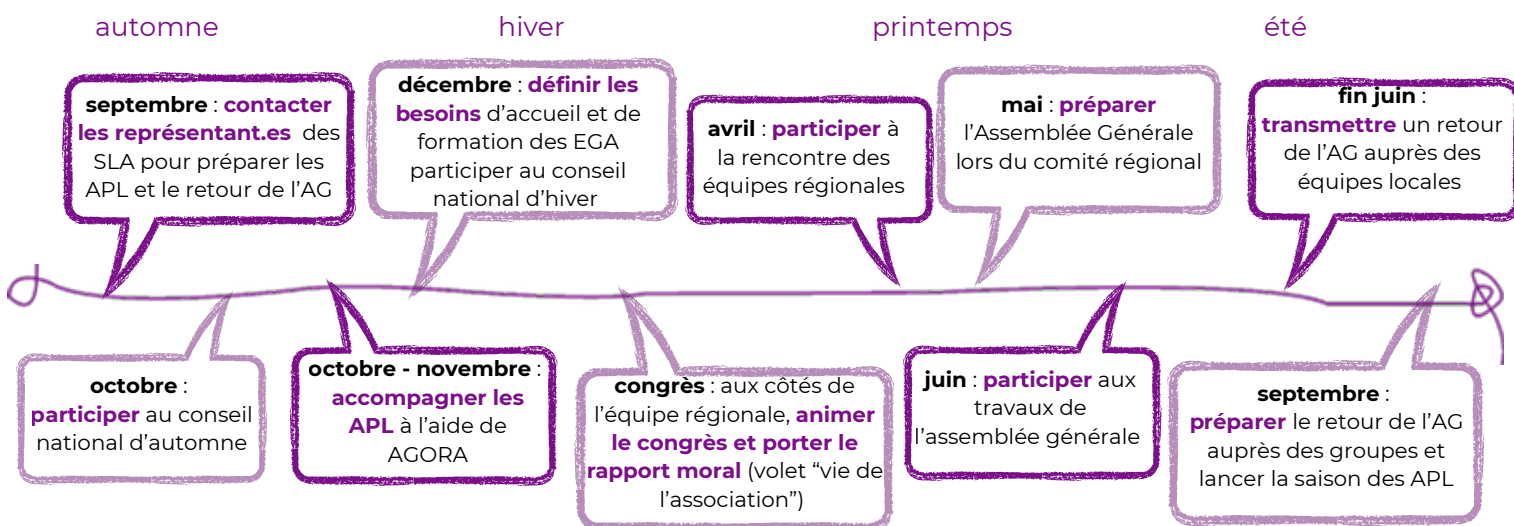 automne
hiver
printemps
été
septembre : contacter
les représentant.es des
SLA pour préparer les
APL et le retour de l'AG
décembre : définir les
besoins d'accueil et de
formation des EGA
participer au conseil
national d'hiver
avril : participer à
la rencontre des
équipes régionales
mai : préparer
l'Assemblée Générale
lors du comité régional
fin juin :
transmettre un retour
de l'AG auprès des
équipes locales
octobre :
participer au conseil
national d'automne
octobre - novembre :
accompagner les
APL à l'aide de
AGORA
congrès : aux côtés de
l'équipe régionale, animer
le congrès et porter le
rapport moral (volet “vie de
l'association”)
juin : participer aux
travaux de
l'assemblée générale
septembre :
préparer le retour de l'AG
auprès des groupes et
lancer la saison des APL